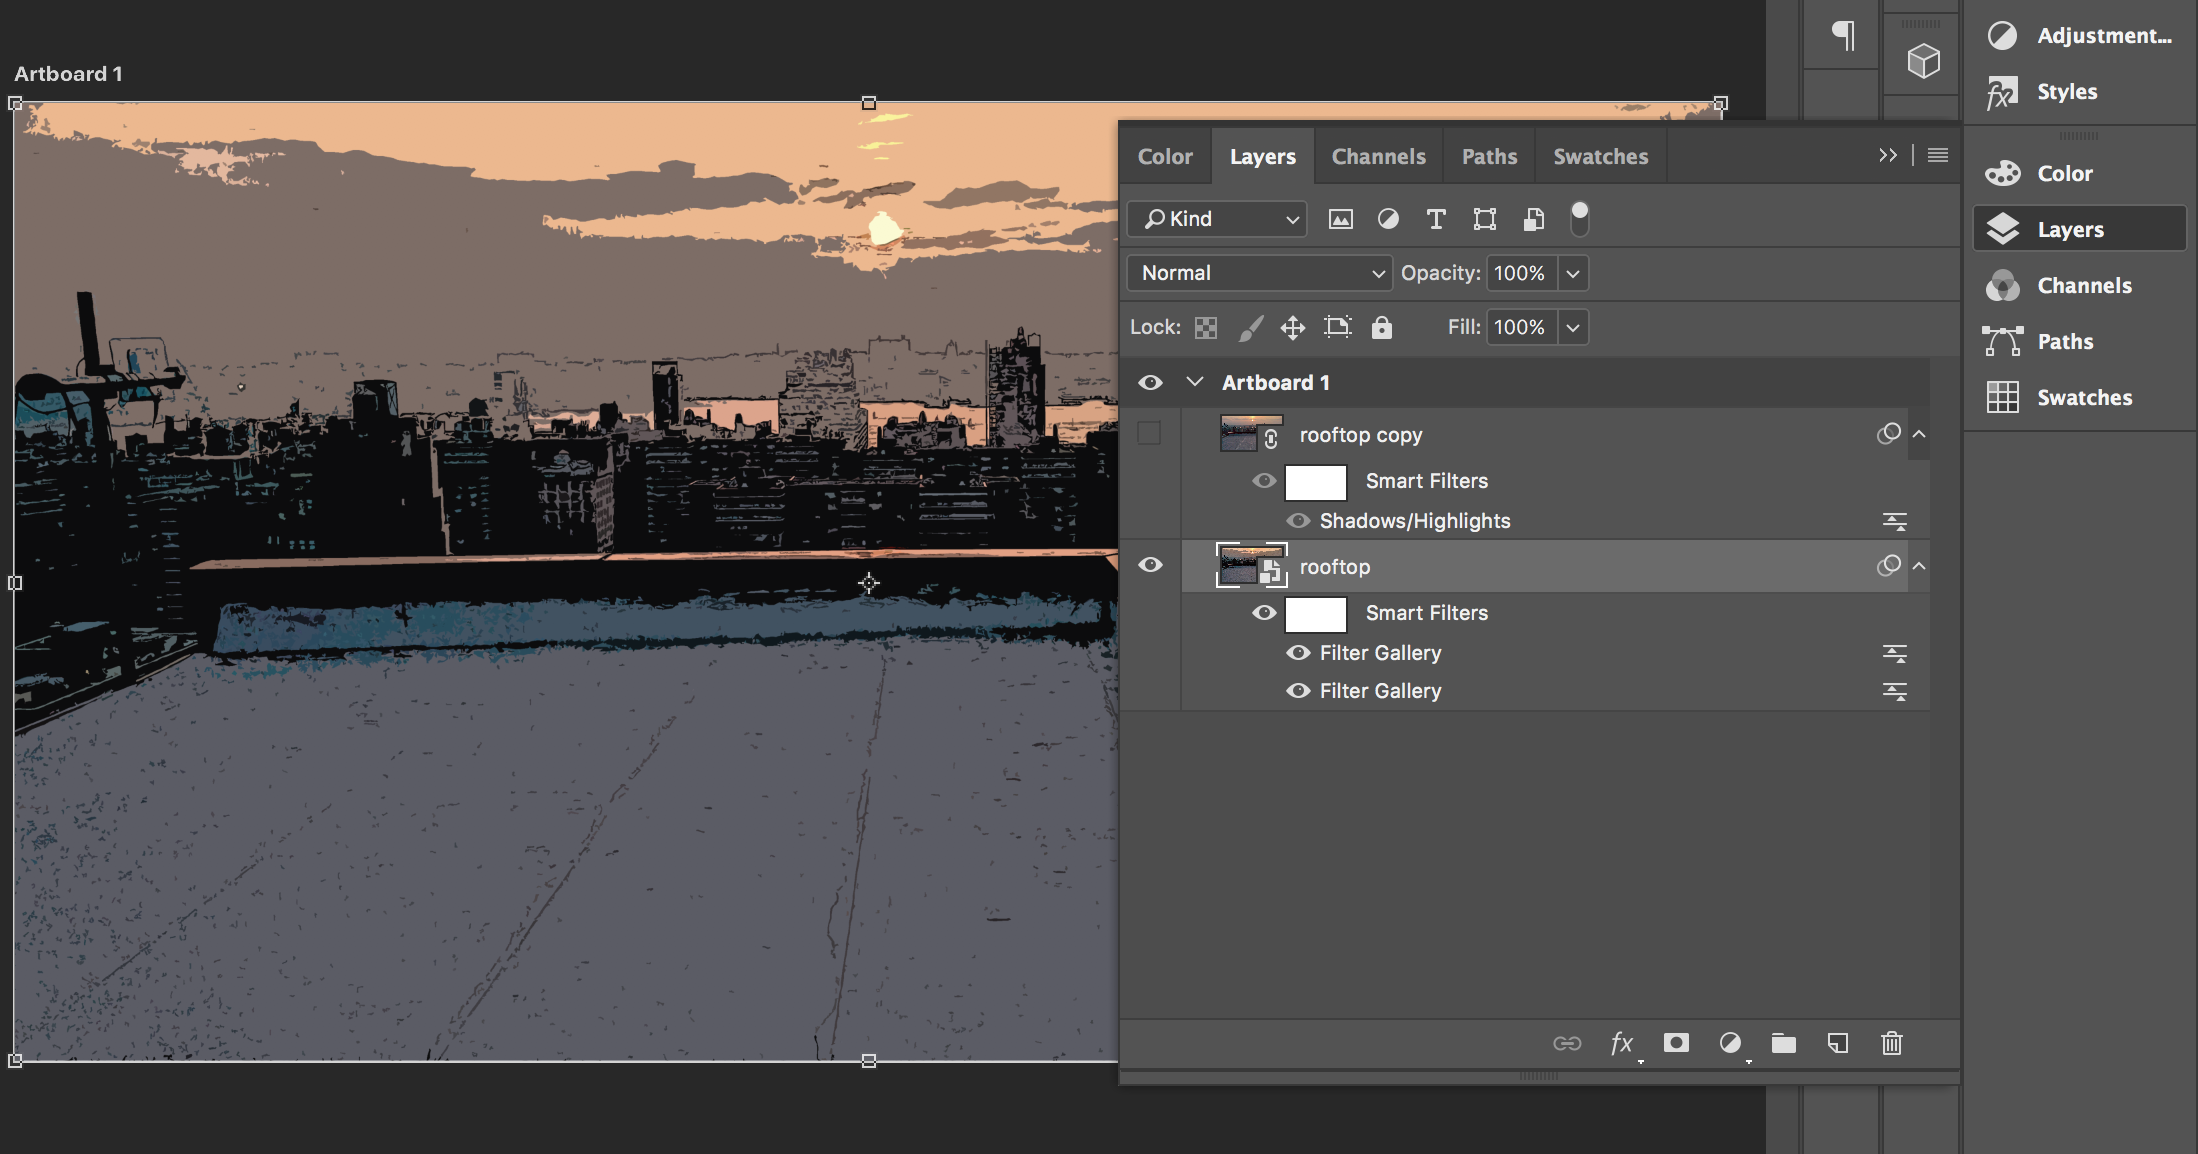 Artboard 1
Color
Layers
Channels
Paths
Swatches
Kind
Normal
Opacity: 100%
Lock:
Fill: 100%
Artboard 1
rooftop copy
Smart Filters
Shadows/Highlights
rooftop
Smart Filters
Filter Gallery
Filter Gallery
fx
Adjustment...
Styles
Color
Layers
Channels
Paths
Swatches